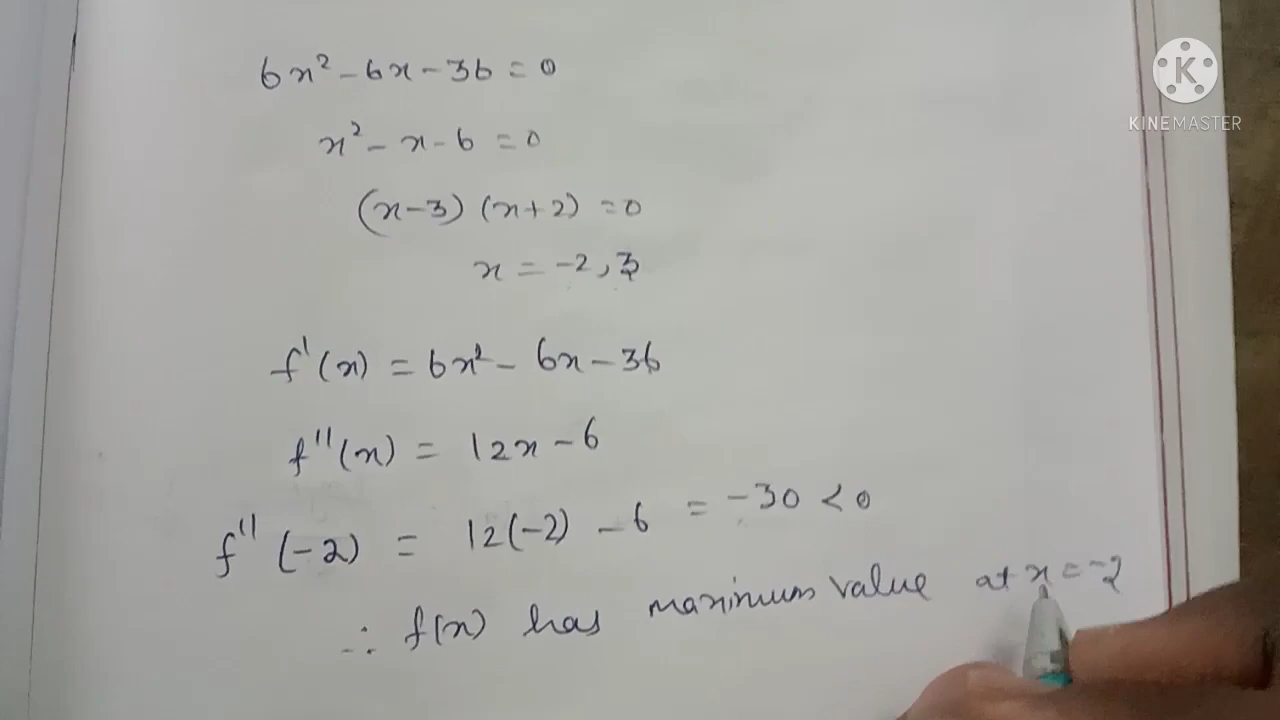 6x² - 6x - 36 = 0
x² - x - 6 = 0
(x-3) (x+2) = 0
x = -2, 3
f'(x) = 6x² - 6x - 36
f''(x) = 12x - 6
f''(-2) = 12(-2) - 6 = -30 < 0
∴ f(x) has maximum value at x = -2
K
KINEMASTER